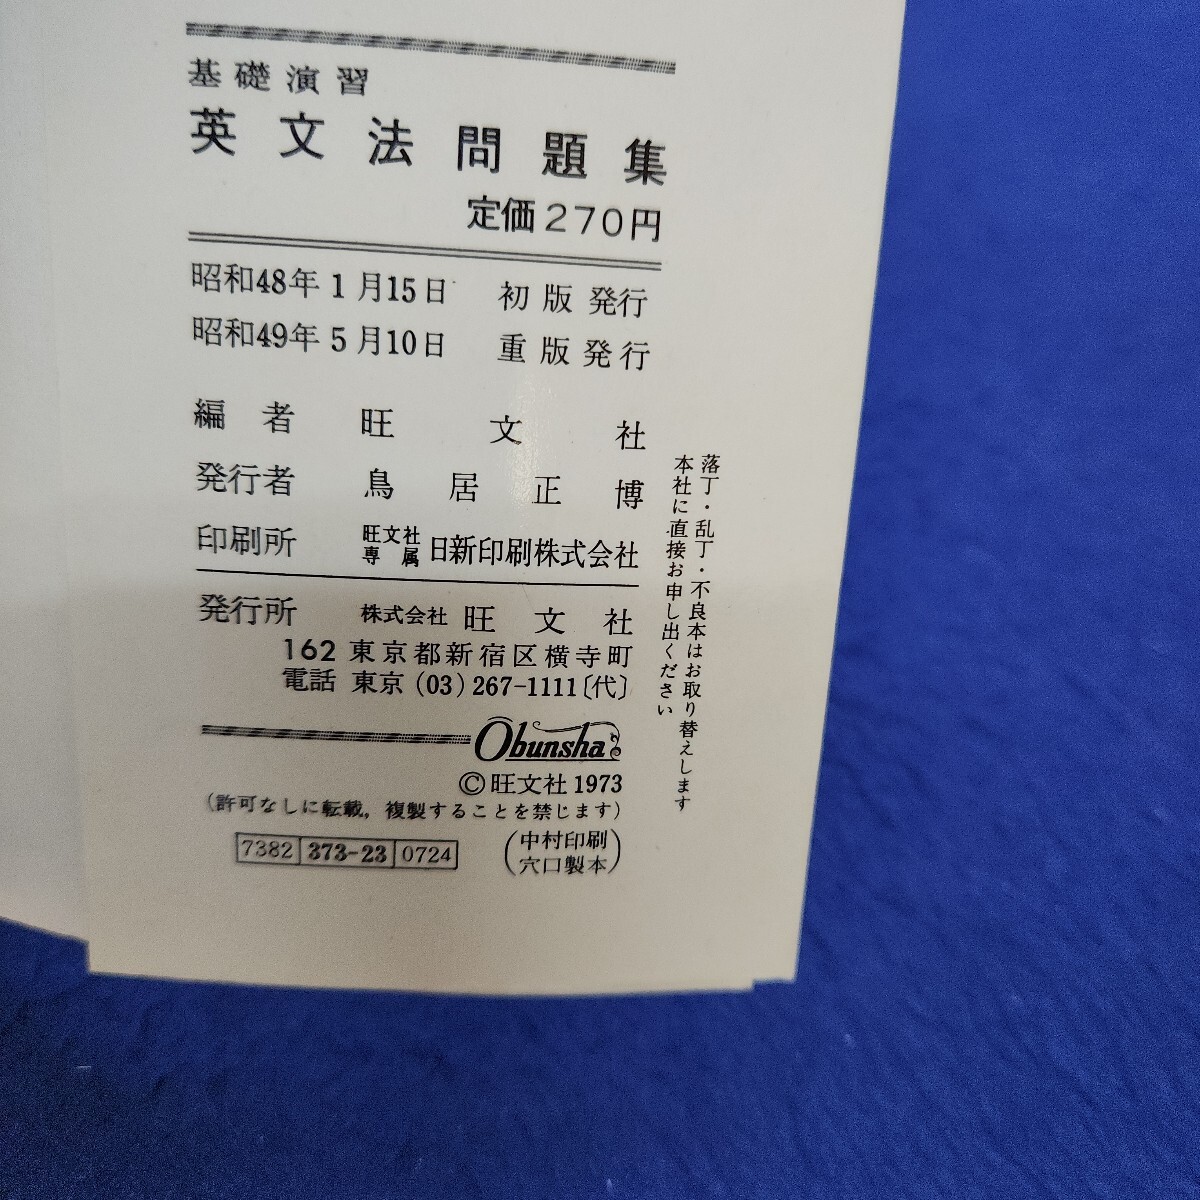 基礎演習
英文法問題集
定価270円
昭和48年1月15日 初版発行
昭和49年5月10日 重版発行
編者 旺文社
発行者 鳥居正博
印刷所 旺文社専属 日新印刷株式会社
発行所 株式会社 旺文社
162 東京都新宿区横寺町
電話 東京(03)267-1111〔代〕
Obunsha
©旺文社1973
(許可なしに転載，複製することを禁じます)
7382 373-23 0724
(中村印刷
穴口製本)
落丁・乱丁・不良本はお取り替えします
本社に直接お申し出ください